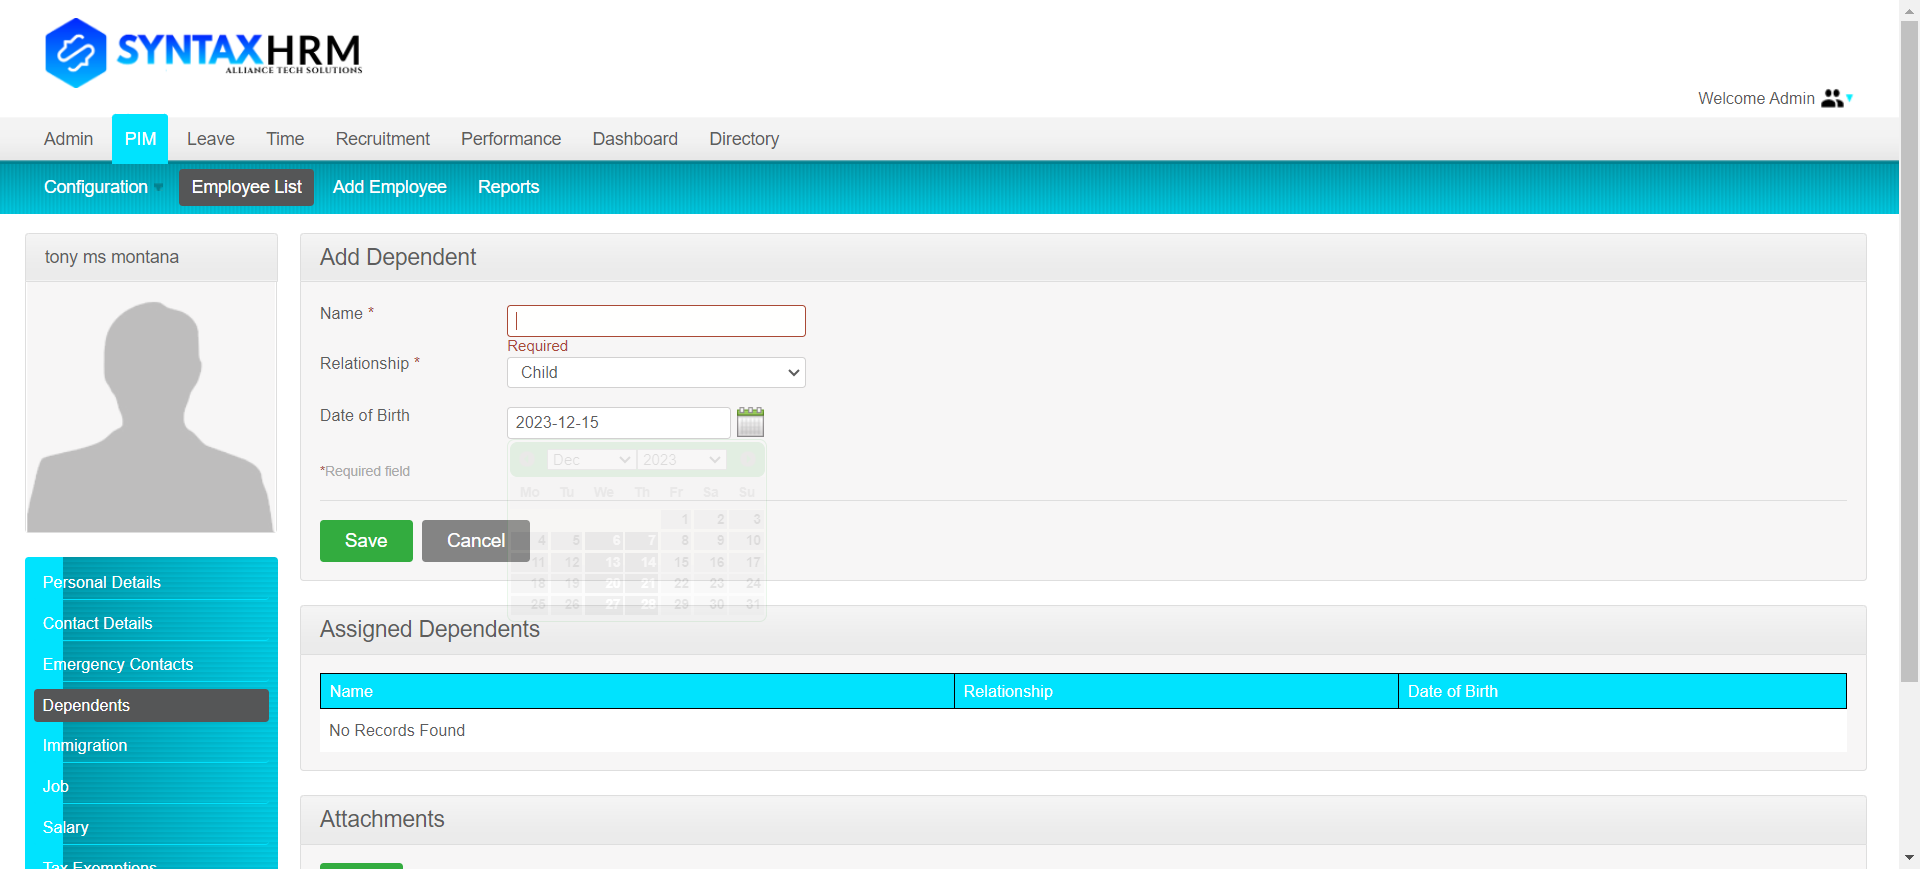 SYNTAXHRM
ALLIANCE TECH SOLUTIONS
Welcome Admin
Admin PIM Leave Time Recruitment Performance Dashboard Directory
Configuration Employee List Add Employee Reports
tony ms montana
Add Dependent
Name *
Required
Relationship * Child
Date of Birth 2023-12-15
Dec 2023
*Required field
Mo Tu We Th Fr Sa Su
1 2 3
Save Cancel 4 5 6 7 8 9 10
11 12 13 14 15 16 17
18 19 20 21 22 23 24
25 26 27 28 29 30 31
Personal Details
Contact Details
Emergency Contacts
Dependents
Immigration
Job
Salary
Tax Exemptions
Assigned Dependents
Name Relationship Date of Birth
No Records Found
Attachments